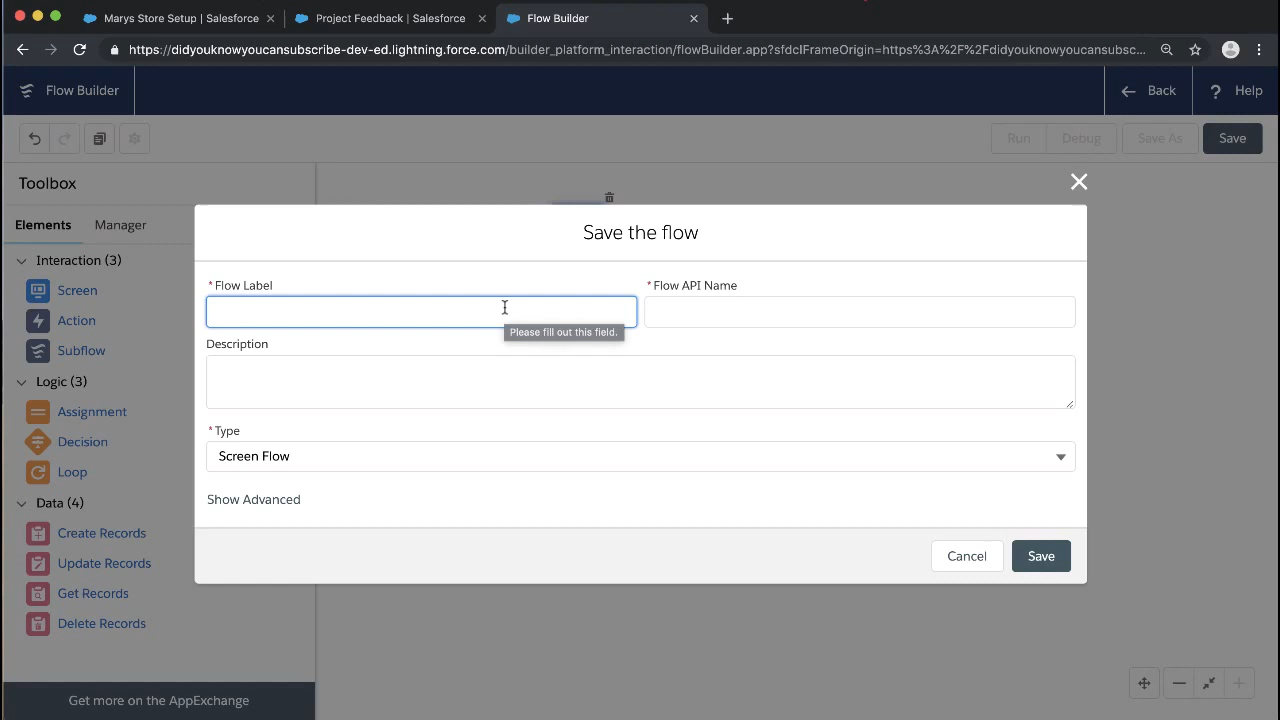 Marys Store Setup | Salesforce
Project Feedback | Salesforce
Flow Builder
https://didyouknowyoucansubscribe-dev-ed.lightning.force.com/builder_platform_interaction/flowBuilder.app?sfdcIFrameOrigin=https%3A%2F%2Fdidyouknowyoucansubsc...
Flow Builder
Back
? Help
Run
Debug
Save As
Save
Toolbox
Elements
Manager
Interaction (3)
Screen
Action
Subflow
Logic (3)
Assignment
Decision
Loop
Data (4)
Create Records
Update Records
Get Records
Delete Records
Get more on the AppExchange
Save the flow
* Flow Label
* Flow API Name
Please fill out this field.
Description
* Type
Screen Flow
Show Advanced
Cancel
Save